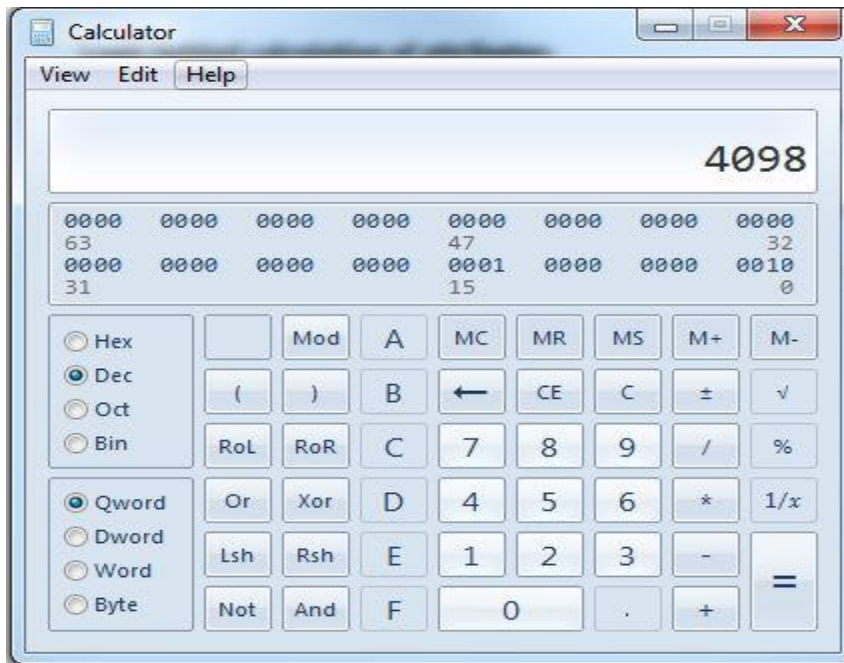 Calculator
View Edit Help
4098
0000 0000 0000 0000 0000 0000 0000 0000
63 47 32
0000 0000 0000 0000 0001 0000 0000 0010
31 15 0
Hex Mod A MC MR MS M+ M-
Dec ( ) B ← CE C ± √
Oct
Bin RoL RoR C 7 8 9 / %
Qword Or Xor D 4 5 6 * 1/x
Dword
Word Lsh Rsh E 1 2 3 - =
Byte Not And F 0 . +